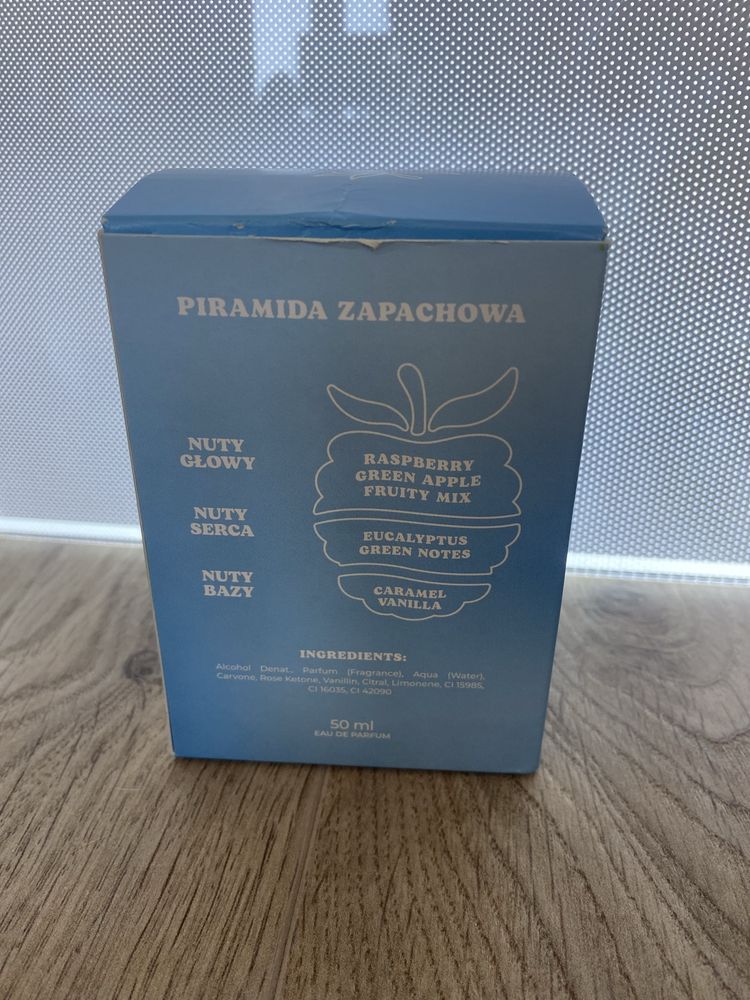 PIRAMIDA ZAPACHOWA
NUTY
GŁOWY
RASPBERRY
GREEN APPLE
FRUITY MIX
NUTY
SERCA
EUCALYPTUS
GREEN NOTES
NUTY
BAZY
CARAMEL
VANILLA
INGREDIENTS:
Alcohol Denat., Parfum (Fragrance), Aqua (Water),
Carvone, Rose Ketone, Vanillin, Citral, Limonene, CI 15985,
CI 16035, CI 42090
50 ml
EAU DE PARFUM